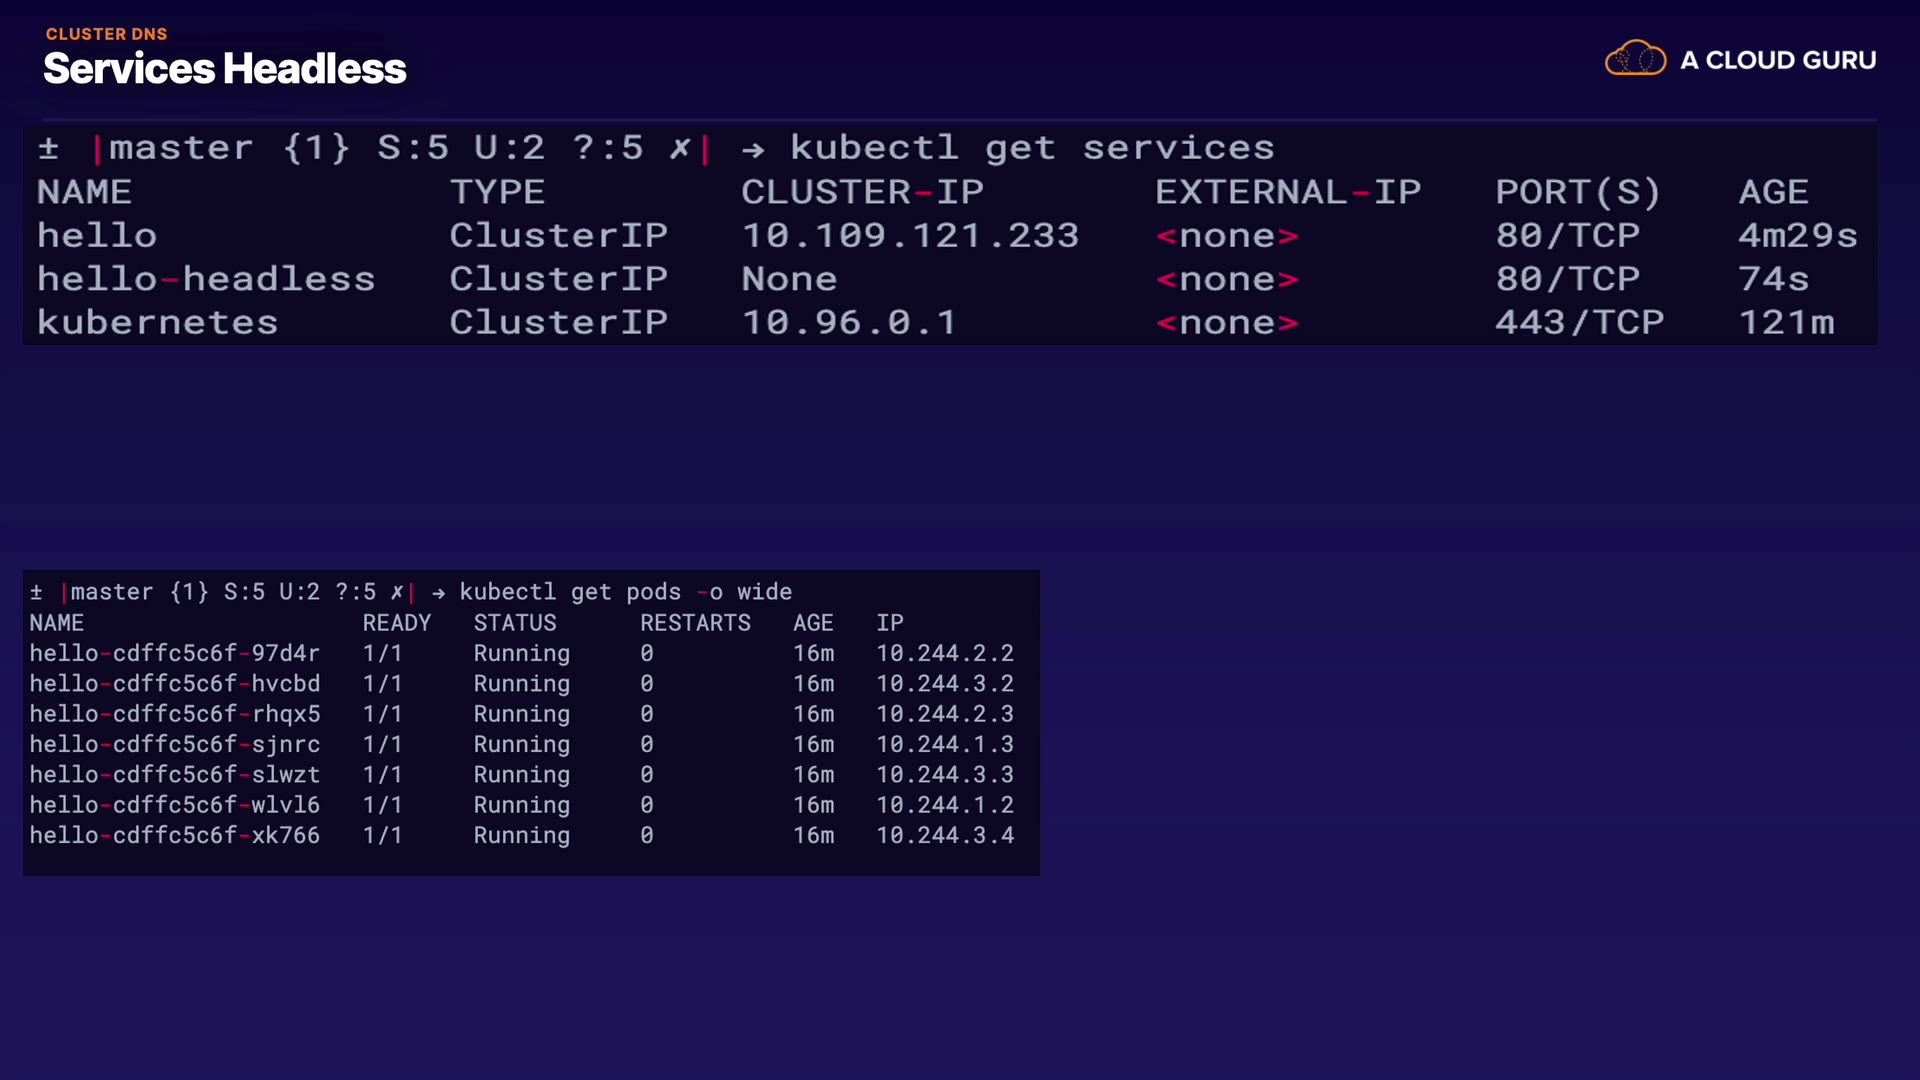 CLUSTER DNS
Services Headless
A CLOUD GURU
± |master {1} S:5 U:2 ?:5 ✗| → kubectl get services
NAME TYPE CLUSTER-IP EXTERNAL-IP PORT(S) AGE
hello ClusterIP 10.109.121.233 <none> 80/TCP 4m29s
hello-headless ClusterIP None <none> 80/TCP 74s
kubernetes ClusterIP 10.96.0.1 <none> 443/TCP 121m
± |master {1} S:5 U:2 ?:5 ✗| → kubectl get pods -o wide
NAME READY STATUS RESTARTS AGE IP
hello-cdffc5c6f-97d4r 1/1 Running 0 16m 10.244.2.2
hello-cdffc5c6f-hvcbd 1/1 Running 0 16m 10.244.3.2
hello-cdffc5c6f-rhqx5 1/1 Running 0 16m 10.244.2.3
hello-cdffc5c6f-sjnrc 1/1 Running 0 16m 10.244.1.3
hello-cdffc5c6f-slwzt 1/1 Running 0 16m 10.244.3.3
hello-cdffc5c6f-wlvl6 1/1 Running 0 16m 10.244.1.2
hello-cdffc5c6f-xk766 1/1 Running 0 16m 10.244.3.4